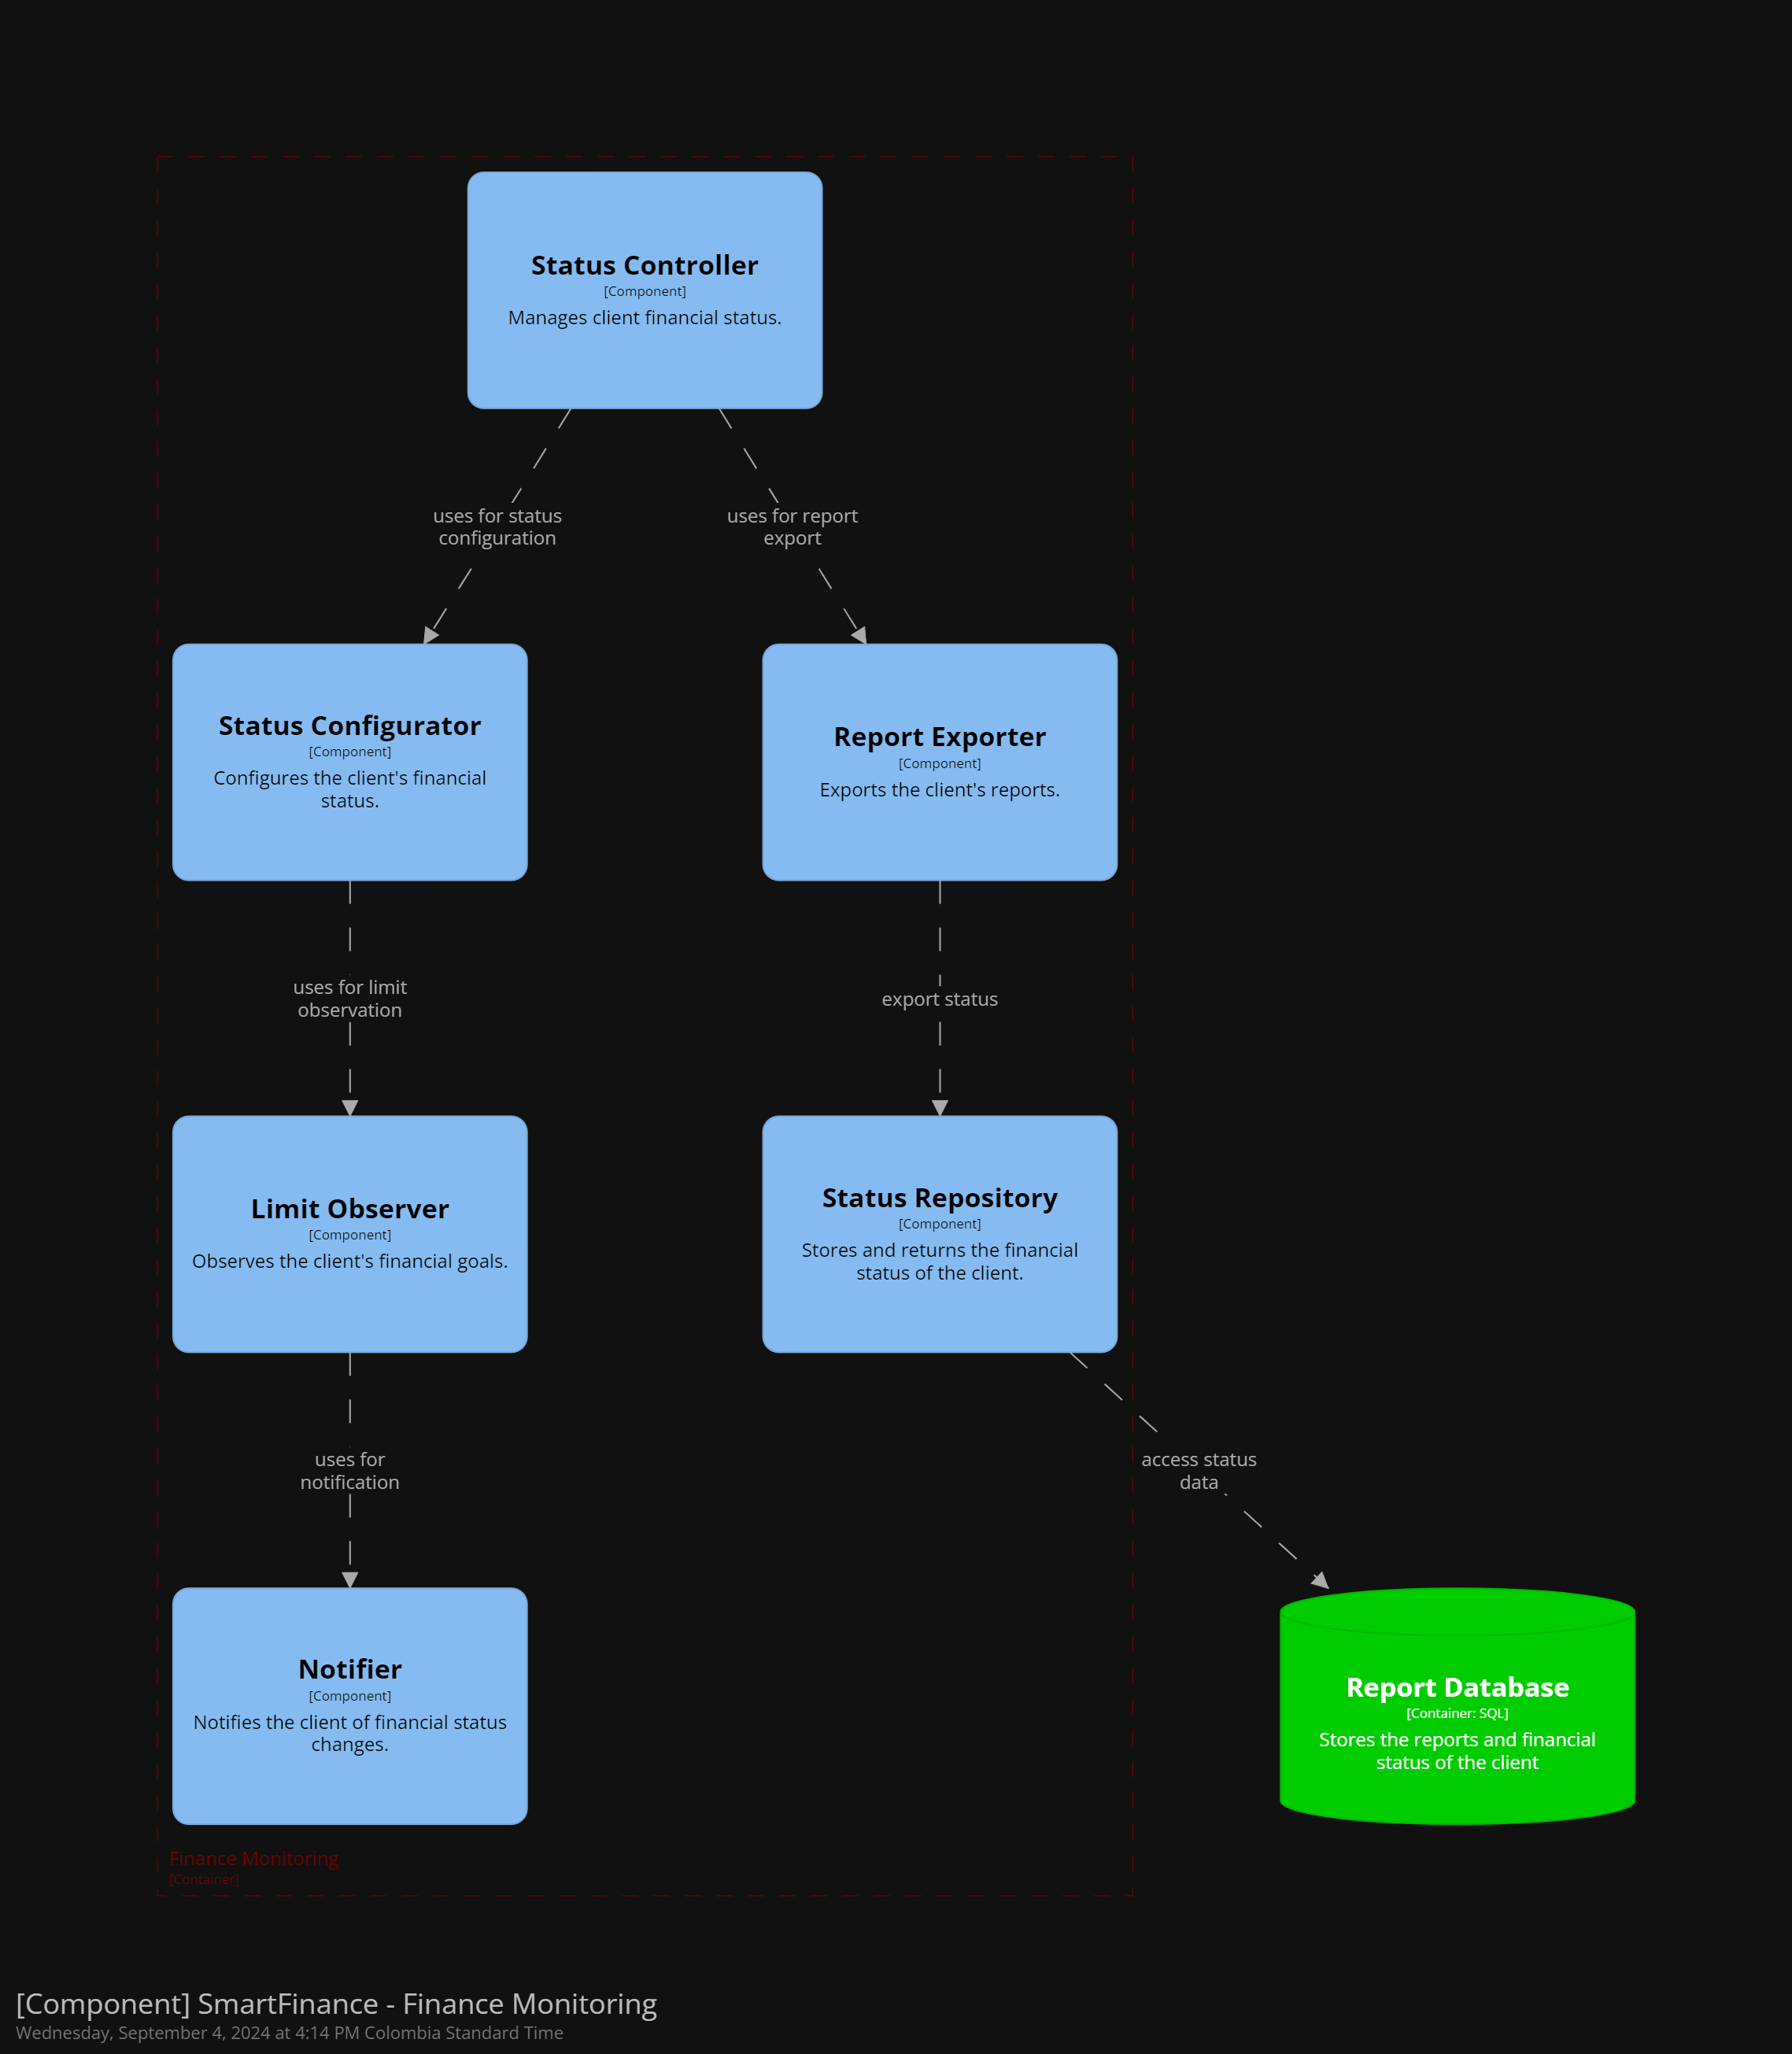 Status Controller
[Component]
Manages client financial status.
uses for status
configuration
uses for report
export
Status Configurator
[Component]
Configures the client's financial
status.
Report Exporter
[Component]
Exports the client's reports.
uses for limit
observation
export status
Limit Observer
[Component]
Observes the client's financial goals.
Status Repository
[Component]
Stores and returns the financial
status of the client.
uses for
notification
access status
data
Notifier
[Component]
Notifies the client of financial status
changes.
Report Database
[Container: SQL]
Stores the reports and financial
status of the client
Finance Monitoring
[Container]
[Component] SmartFinance - Finance Monitoring
Wednesday, September 4, 2024 at 4:14 PM Colombia Standard Time